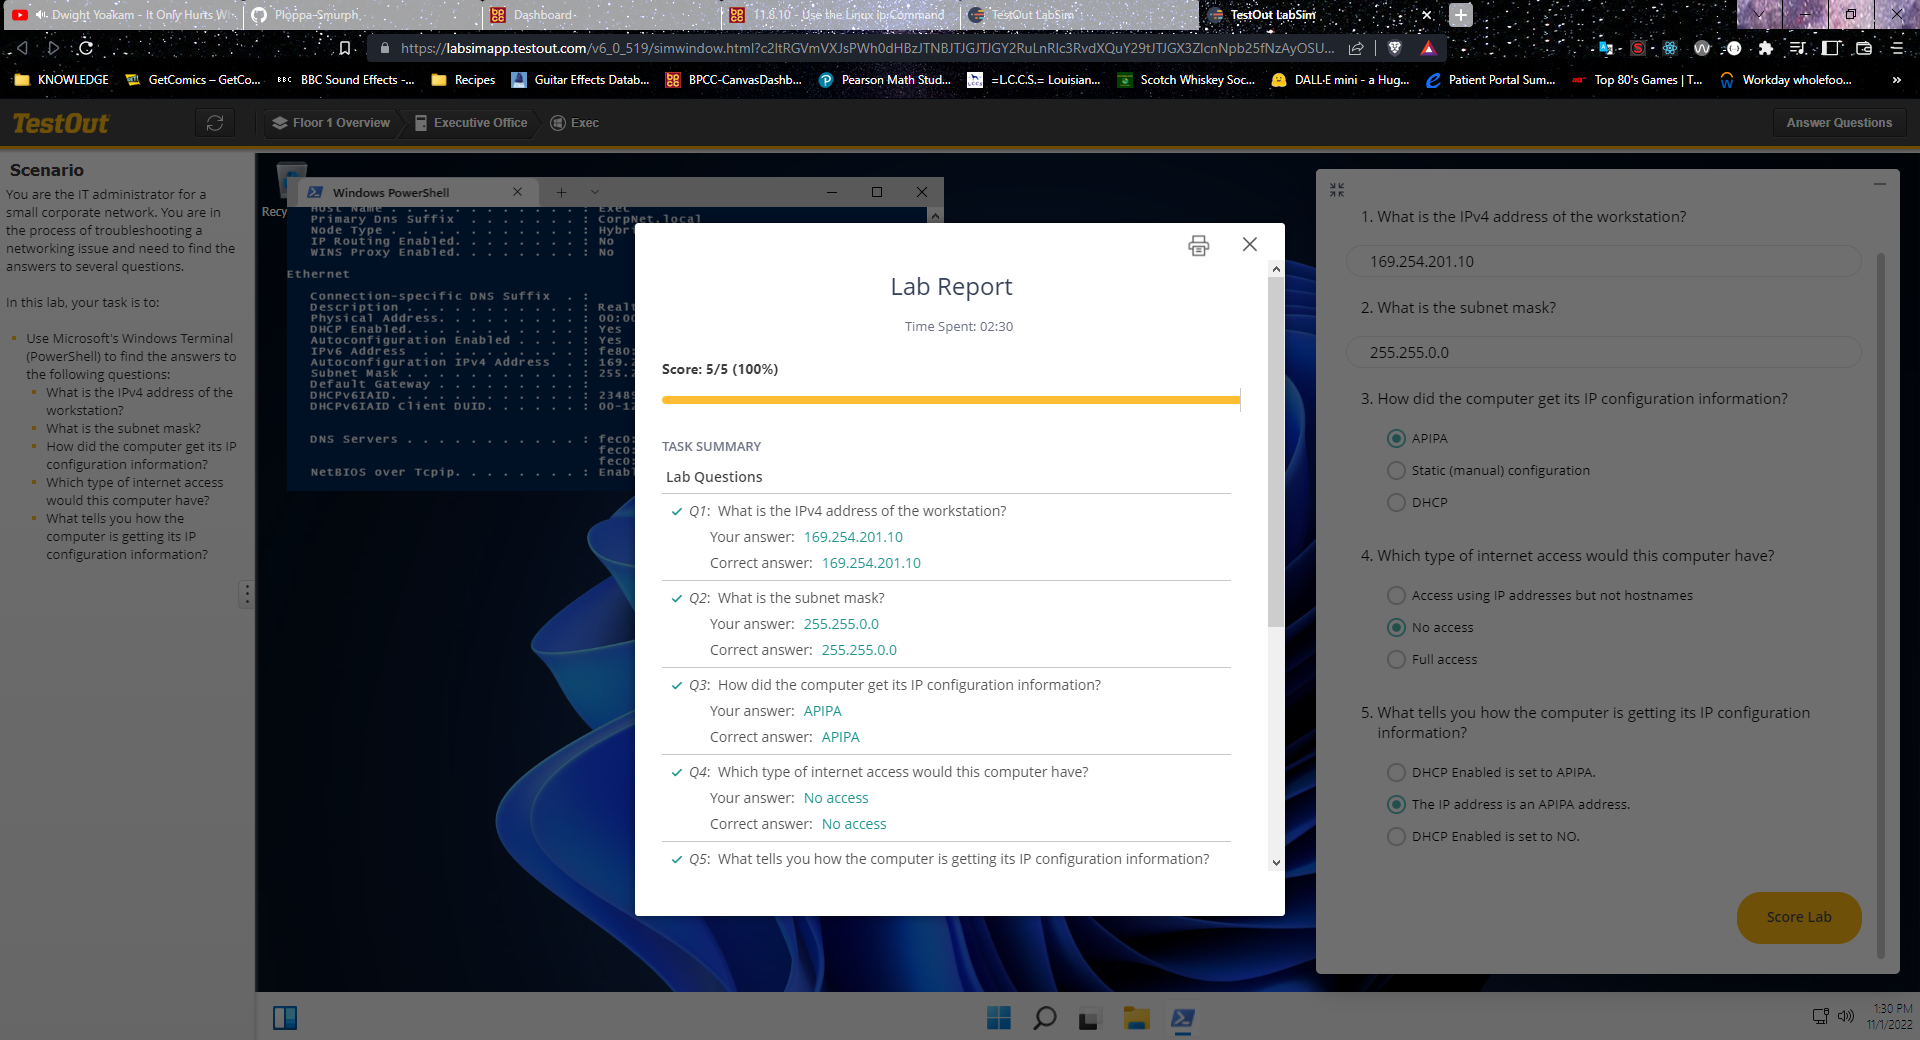 Dwight Yoakam - It Only Hurts W
Ploppa-Smurph
Dashboard
11.8.10 - Use the Linux ip Command
TestOut LabSim
TestOut LabSim
https://labsimapp.testout.com/v6_0_519/simwindow.html?c2ltRGVmVXJsPWh0dHBzJTNBJTJGJTJGY2RuLnRlc3RvdXQuY29tJTJGX3ZlcnNpb25fNzAyOSU...
KNOWLEDGE
GetComics – GetCo...
BBC
BBC Sound Effects -...
Recipes
Guitar Effects Datab...
BPCC-CanvasDashb...
Pearson Math Stud...
=L.C.C.S.= Louisian...
Scotch Whiskey Soc...
DALL·E mini - a Hug...
Patient Portal Sum...
Top 80's Games | T...
Workday wholefoo...
»
TestOut
Floor 1 Overview
Executive Office
Exec
Answer Questions
Scenario
You are the IT administrator for a
small corporate network. You are in
the process of troubleshooting a
networking issue and need to find the
answers to several questions.
In this lab, your task is to:
Use Microsoft's Windows Terminal
(PowerShell) to find the answers to
the following questions:
What is the IPv4 address of the
workstation?
What is the subnet mask?
How did the computer get its IP
configuration information?
Which type of internet access
would this computer have?
What tells you how the
computer is getting its IP
configuration information?
Recy
Windows PowerShell
Host Name . . . . . . . . . . . . : Exec
Primary Dns Suffix . . . . . . . : CorpNet.local
Node Type . . . . . . . . . . . . : Hybri
IP Routing Enabled. . . . . . . . : No
WINS Proxy Enabled. . . . . . . . : No
Ethernet
Connection-specific DNS Suffix . :
Description . . . . . . . . . . . : Realt
Physical Address. . . . . . . . . : 00:00
DHCP Enabled. . . . . . . . . . . : Yes
Autoconfiguration Enabled . . . . : Yes
IPv6 Address . . . . . . . . . . : fe80:
Autoconfiguration IPv4 Address . : 169.2
Subnet Mask . . . . . . . . . . . : 255.2
Default Gateway . . . . . . . . . :
DHCPv6IAID. . . . . . . . . . . . : 23489
DHCPv6IAID Client DUID. . . . . . : 00-12
DNS Servers . . . . . . . . . . . : fec0:
fec0:
fec0:
NetBIOS over Tcpip. . . . . . . . : Enabl
Lab Report
Time Spent: 02:30
Score: 5/5 (100%)
TASK SUMMARY
Lab Questions
Q1: What is the IPv4 address of the workstation?
Your answer: 169.254.201.10
Correct answer: 169.254.201.10
Q2: What is the subnet mask?
Your answer: 255.255.0.0
Correct answer: 255.255.0.0
Q3: How did the computer get its IP configuration information?
Your answer: APIPA
Correct answer: APIPA
Q4: Which type of internet access would this computer have?
Your answer: No access
Correct answer: No access
Q5: What tells you how the computer is getting its IP configuration information?
1. What is the IPv4 address of the workstation?
169.254.201.10
2. What is the subnet mask?
255.255.0.0
3. How did the computer get its IP configuration information?
APIPA
Static (manual) configuration
DHCP
4. Which type of internet access would this computer have?
Access using IP addresses but not hostnames
No access
Full access
5. What tells you how the computer is getting its IP configuration
information?
DHCP Enabled is set to APIPA.
The IP address is an APIPA address.
DHCP Enabled is set to NO.
Score Lab
1:30 PM
11/1/2022